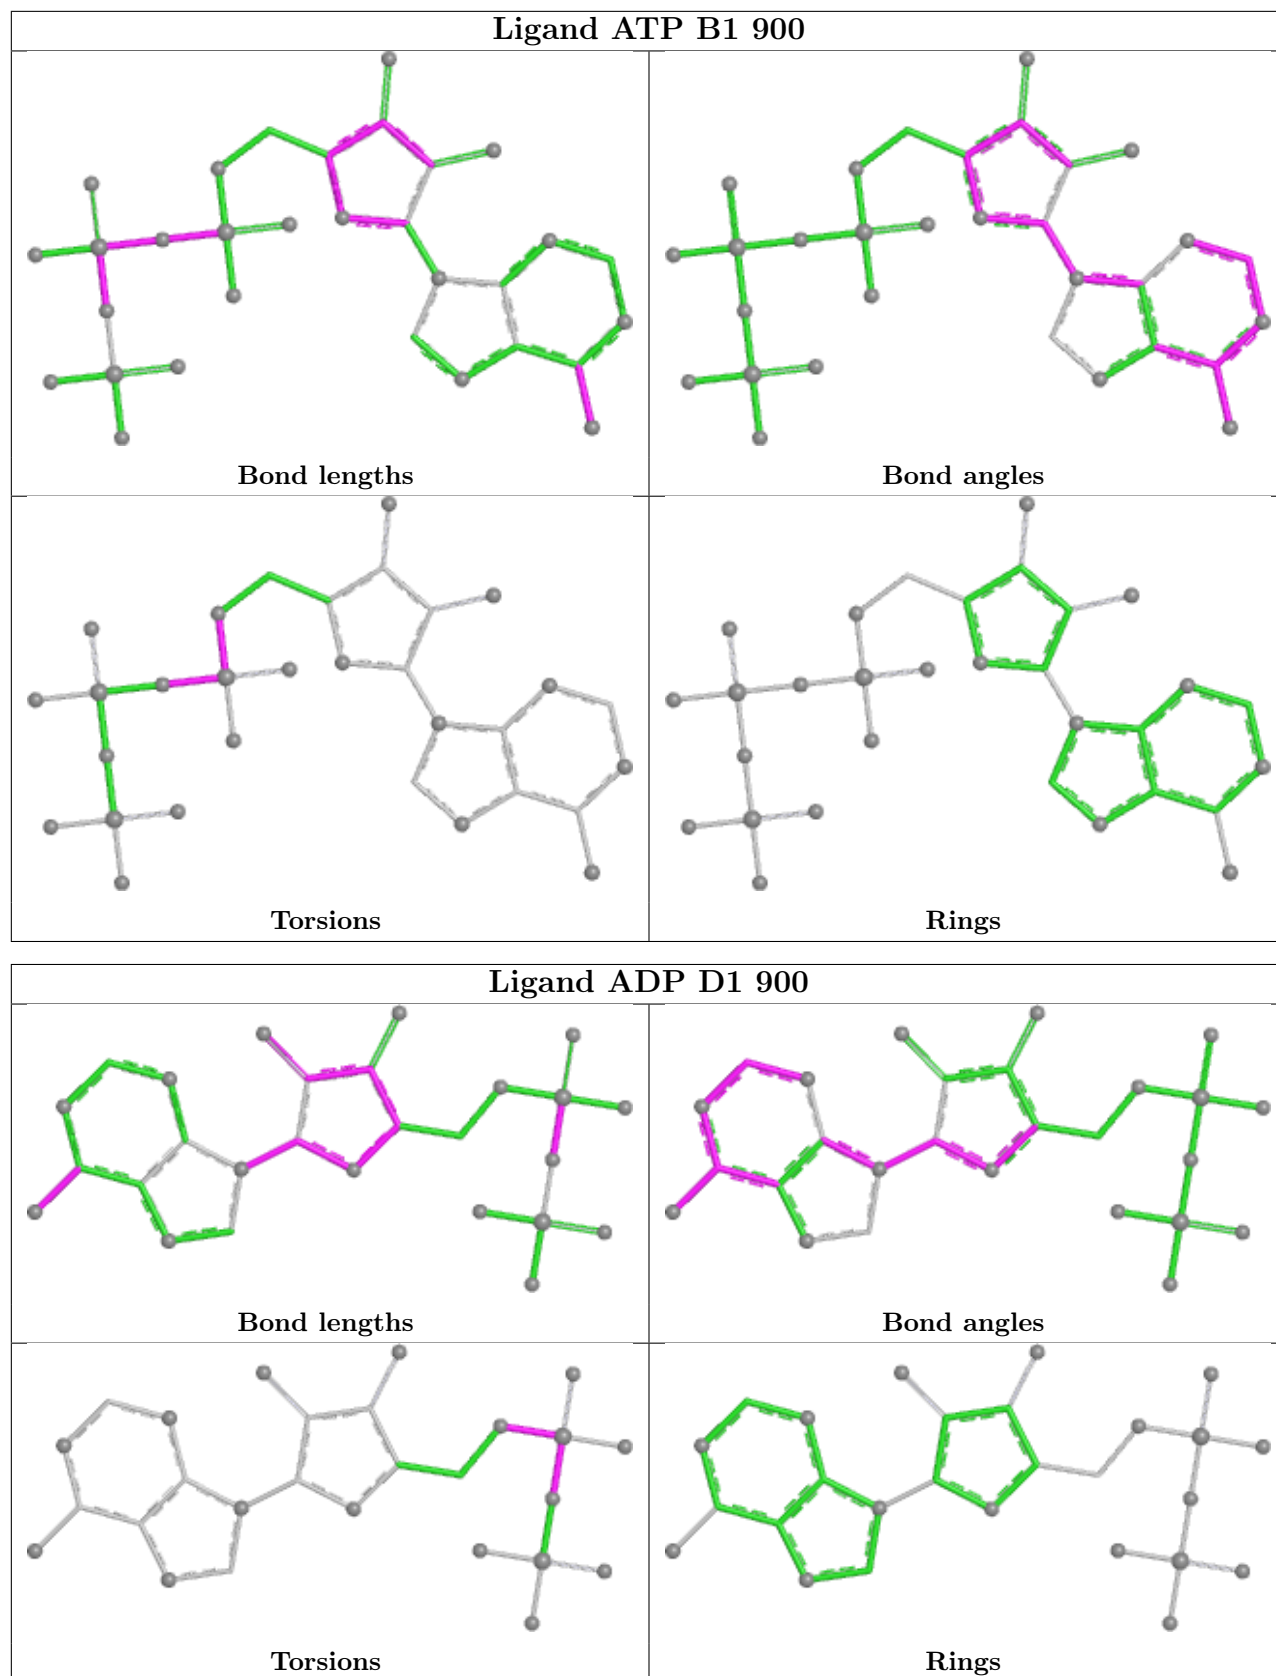 Ligand ATP B1 900
Bond lengths
Bond angles
Torsions
Rings
Ligand ADP D1 900
Bond lengths
Bond angles
Torsions
Rings